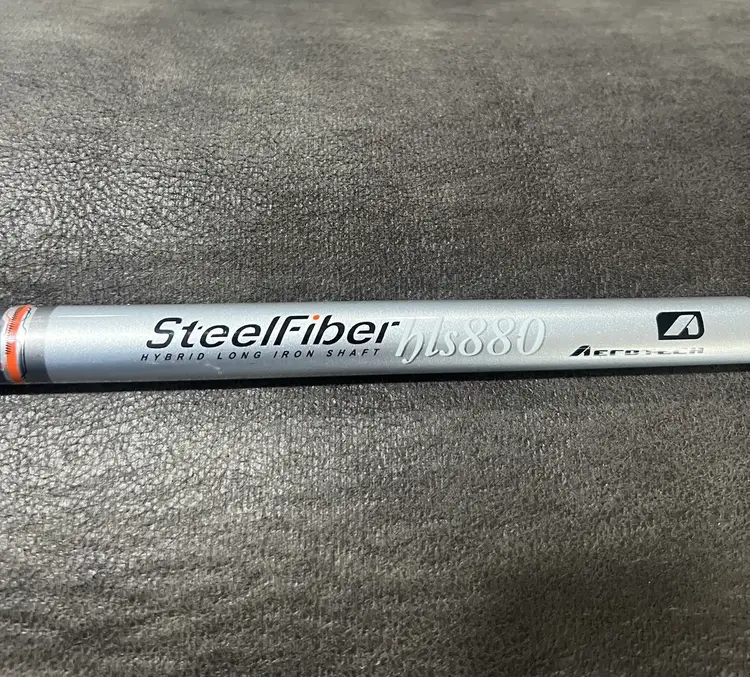 SteelFiber hls880
HYBRID LONG IRON SHAFT
AEROTECH